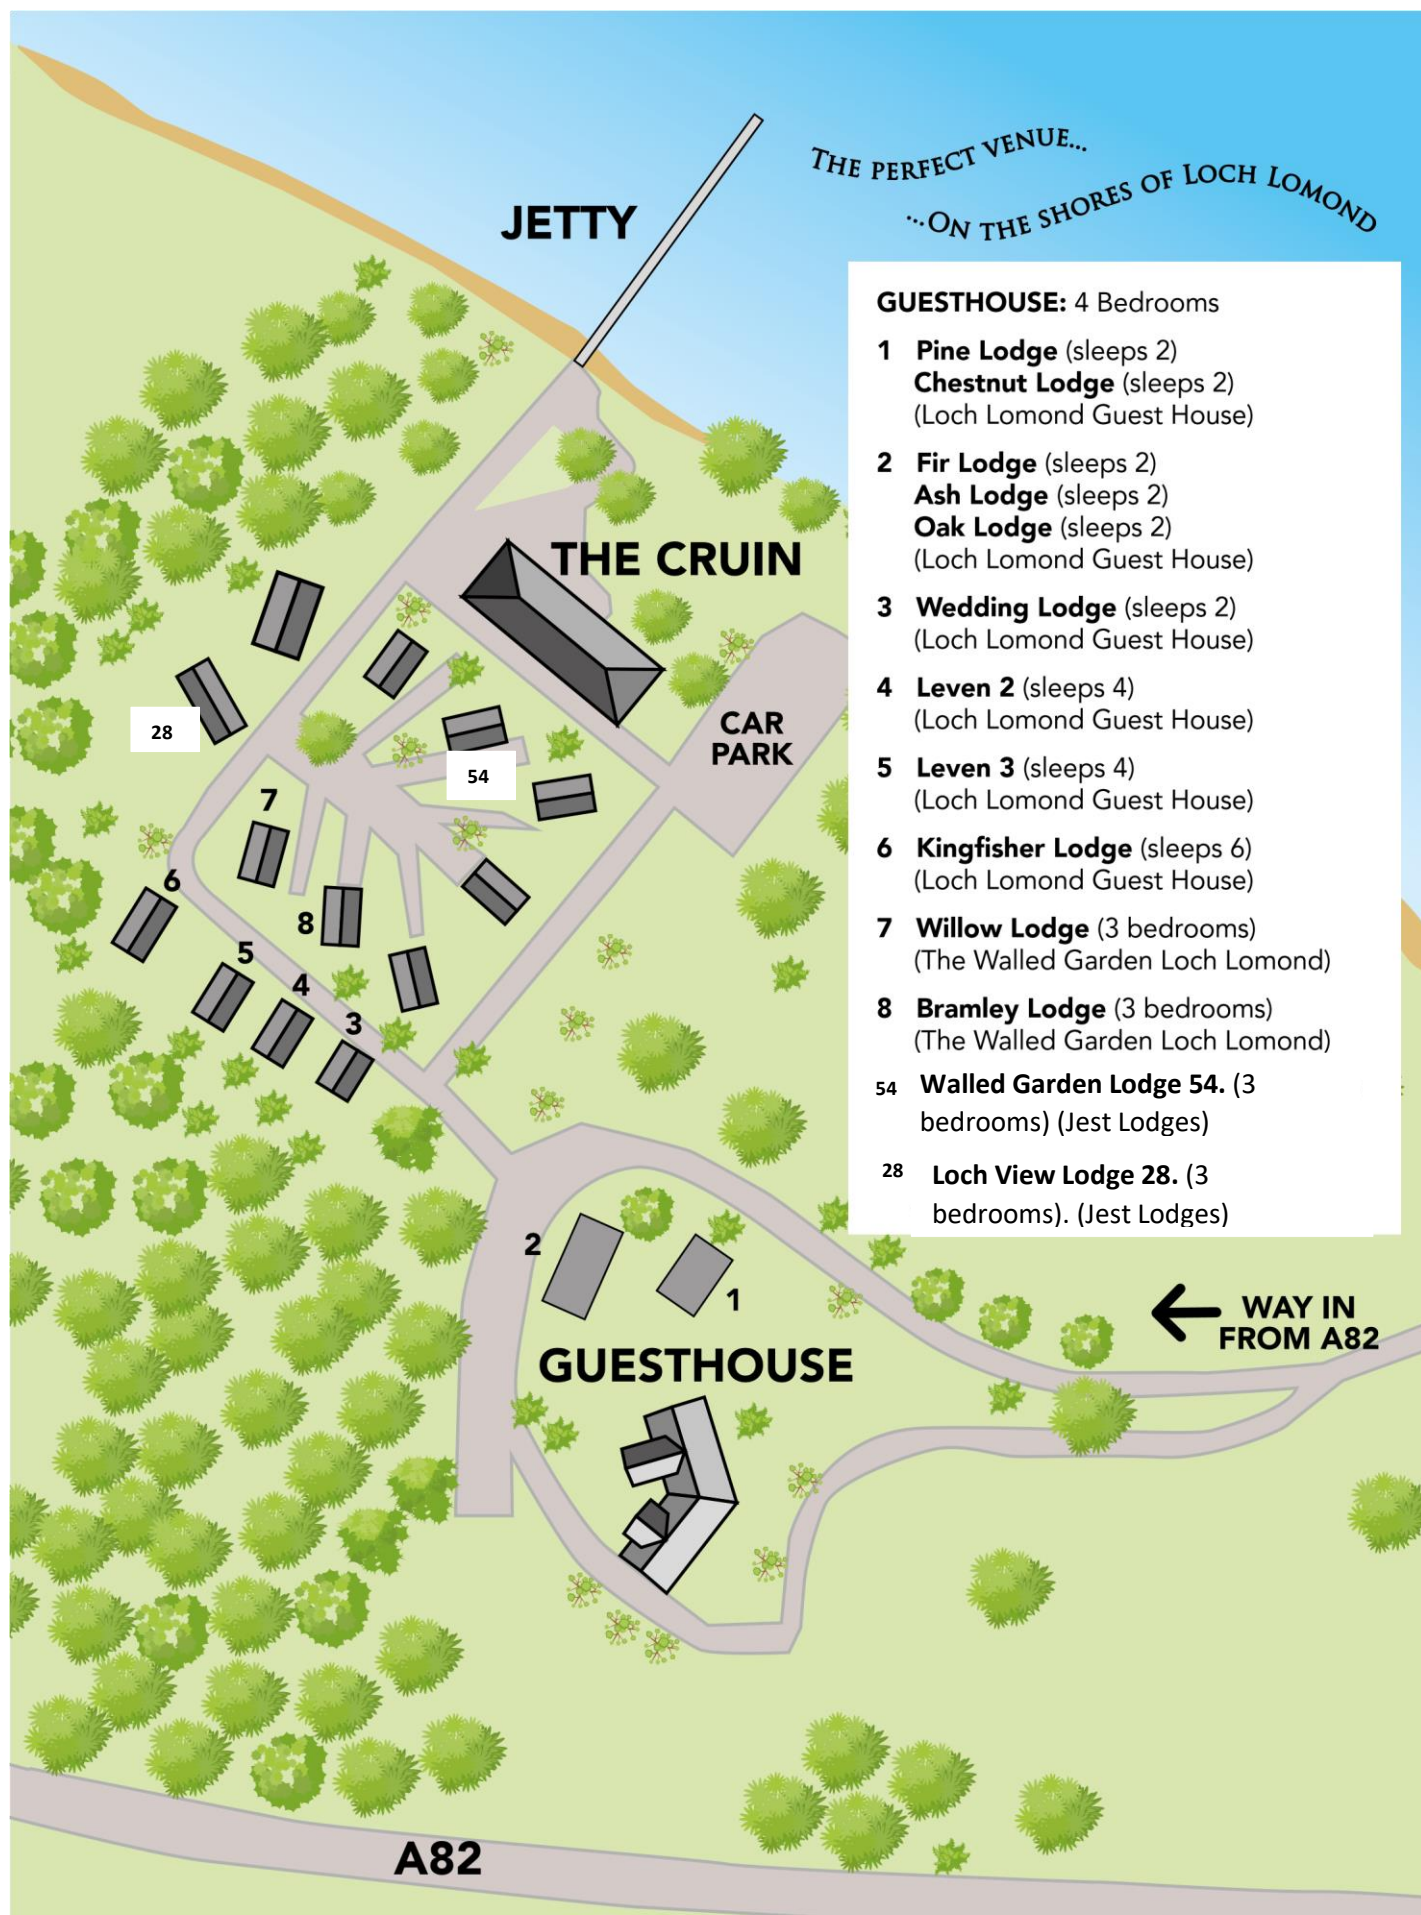 THE PERFECT VENUE...
...ON THE SHORES OF LOCH LOMOND
JETTY
GUESTHOUSE: 4 Bedrooms
1 Pine Lodge (sleeps 2)
Chestnut Lodge (sleeps 2)
(Loch Lomond Guest House)
2 Fir Lodge (sleeps 2)
Ash Lodge (sleeps 2)
Oak Lodge (sleeps 2)
(Loch Lomond Guest House)
3 Wedding Lodge (sleeps 2)
(Loch Lomond Guest House)
4 Leven 2 (sleeps 4)
(Loch Lomond Guest House)
5 Leven 3 (sleeps 4)
(Loch Lomond Guest House)
6 Kingfisher Lodge (sleeps 6)
(Loch Lomond Guest House)
7 Willow Lodge (3 bedrooms)
(The Walled Garden Loch Lomond)
8 Bramley Lodge (3 bedrooms)
(The Walled Garden Loch Lomond)
54 Walled Garden Lodge 54. (3
bedrooms) (Jest Lodges)
28 Loch View Lodge 28. (3
bedrooms). (Jest Lodges)
THE CRUIN
CAR
PARK
28
54
7
6
8
5
4
3
2
1
WAY IN
FROM A82
GUESTHOUSE
A82